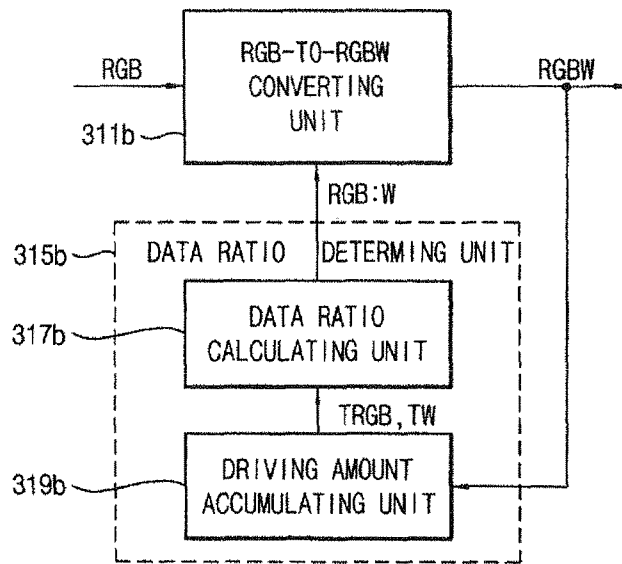 RGB
RGB-TO-RGBW
CONVERTING
UNIT
RGBW
311b
RGB:W
315b
DATA RATIO DETERMING UNIT
317b
DATA RATIO
CALCULATING UNIT
TRGB, TW
319b
DRIVING AMOUNT
ACCUMULATING UNIT